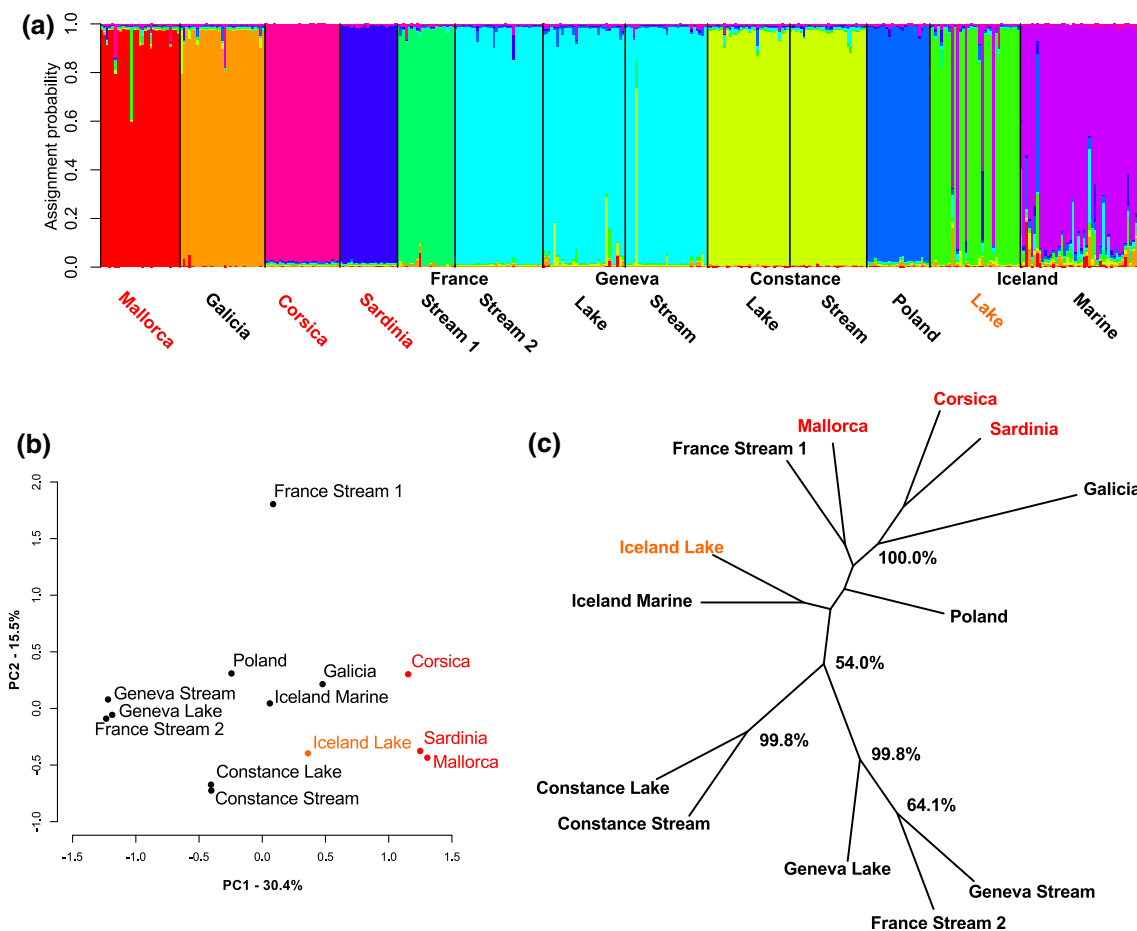 (a)
Assignment probability
1.0
0.8
0.6
0.4
0.2
0.0
France
Geneva
Constance
Iceland
Mallorca
Galicia
Corsica
Sardinia
Stream 1
Stream 2
Lake
Stream
Lake
Stream
Poland
Lake
Marine
(b)
PC2 - 15.5%
2.0
1.5
1.0
0.5
0.0
-0.5
-1.0
France Stream 1
Poland
Galicia
Corsica
Geneva Stream
Iceland Marine
Geneva Lake
France Stream 2
Iceland Lake
Sardinia
Mallorca
Constance Lake
Constance Stream
-1.5 -1.0 -0.5 0.0 0.5 1.0 1.5
PC1 - 30.4%
(c)
Corsica
Mallorca
Sardinia
France Stream 1
Galicia
Iceland Lake
100.0%
Iceland Marine
Poland
54.0%
99.8%
99.8%
Constance Lake
64.1%
Constance Stream
Geneva Lake
Geneva Stream
France Stream 2